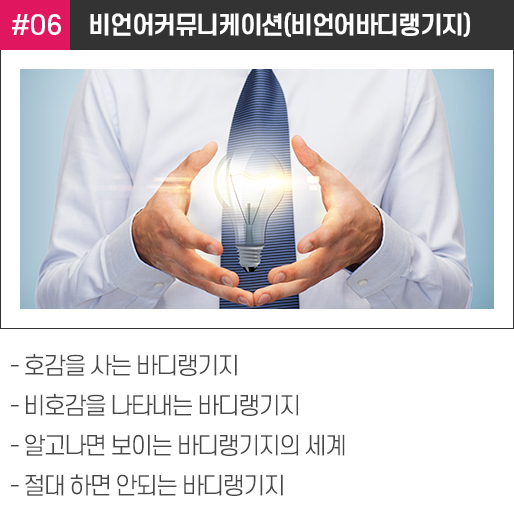 #06 비언어커뮤니케이션(비언어바디랭기지)
- 호감을 사는 바디랭기지
- 비호감을 나타내는 바디랭기지
- 알고나면 보이는 바디랭기지의 세계
- 절대 하면 안되는 바디랭기지